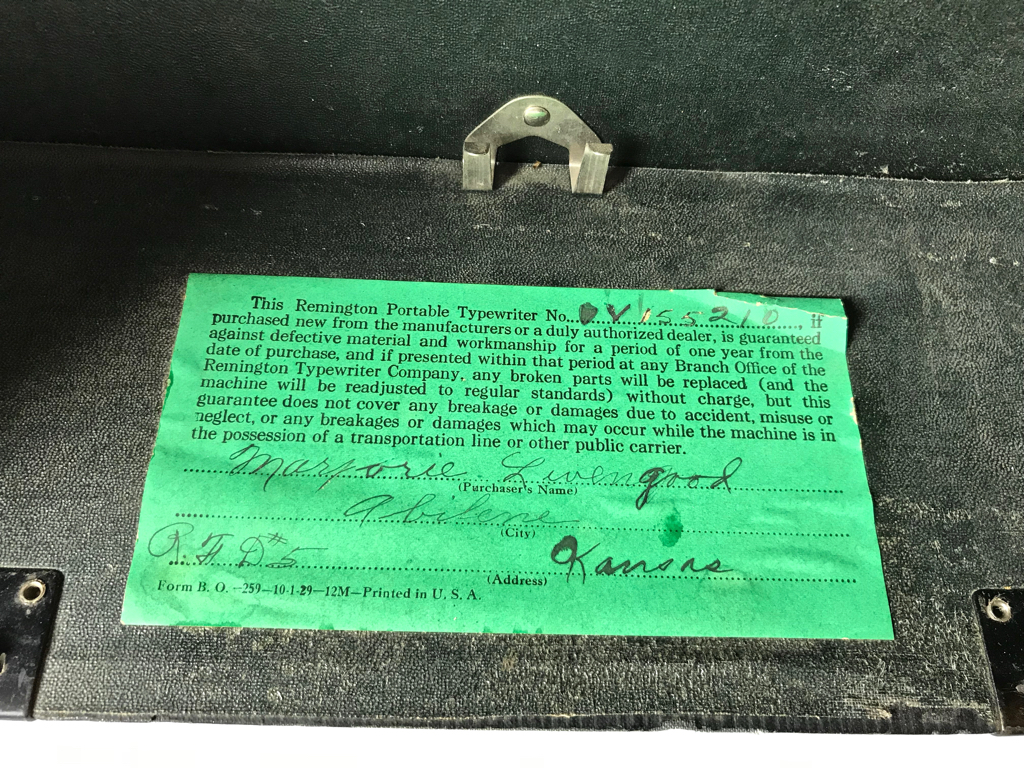 This Remington Portable Typewriter No... V155210..., if
purchased new from the manufacturers or a duly authorized dealer, is guaranteed
against defective material and workmanship for a period of one year from the
date of purchase, and if presented within that period at any Branch Office of the
Remington Typewriter Company, any broken parts will be replaced (and the
machine will be readjusted to regular standards) without charge, but this
guarantee does not cover any breakage or damages due to accident, misuse or
neglect, or any breakages or damages which may occur while the machine is in
the possession of a transportation line or other public carrier.
Marjorie Livengood
(Purchaser's Name)
Abilene
(City)
R.F.D #5 Kansas
(Address)
Form B. O. —259—10-1-29—12M—Printed in U. S. A.